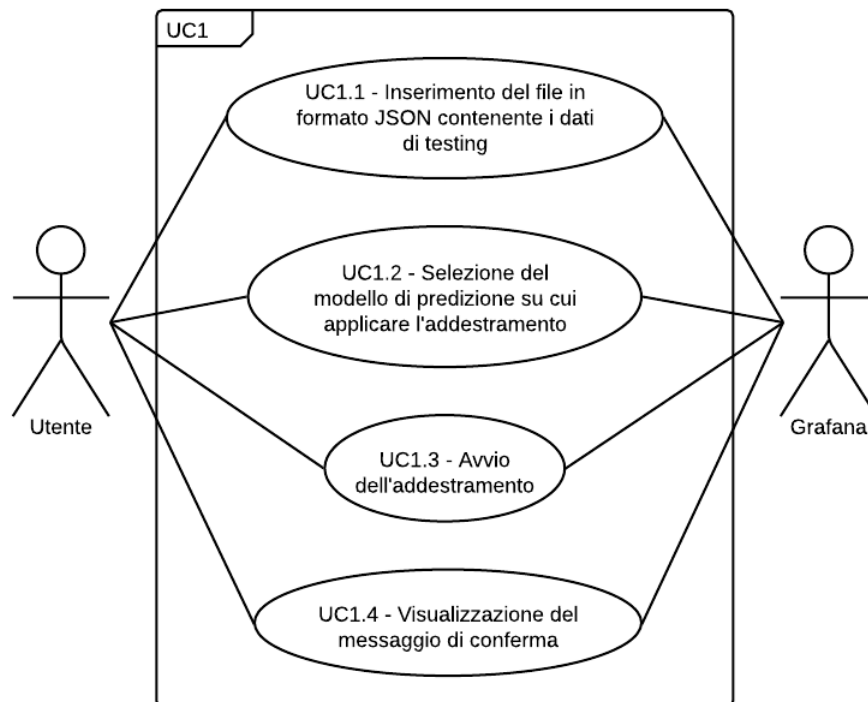 UC1
UC1.1 - Inserimento del file in
formato JSON contenente i dati
di testing
UC1.2 - Selezione del
modello di predizione su cui
applicare l'addestramento
Utente
Grafana
UC1.3 - Avvio
dell'addestramento
UC1.4 - Visualizzazione del
messaggio di conferma